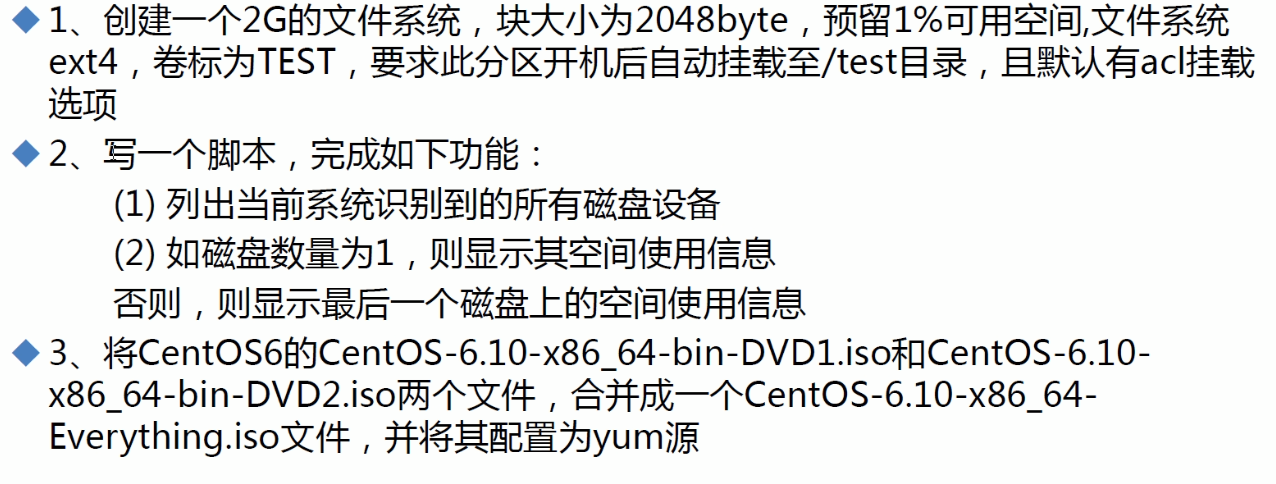 1、创建一个2G的文件系统，块大小为2048byte，预留1%可用空间,文件系统
ext4，卷标为TEST，要求此分区开机后自动挂载至/test目录，且默认有acl挂载
选项
2、写一个脚本，完成如下功能：
(1) 列出当前系统识别到的所有磁盘设备
(2) 如磁盘数量为1，则显示其空间使用信息
否则，则显示最后一个磁盘上的空间使用信息
3、将CentOS6的CentOS-6.10-x86_64-bin-DVD1.iso和CentOS-6.10-
x86_64-bin-DVD2.iso两个文件，合并成一个CentOS-6.10-x86_64-
Everything.iso文件，并将其配置为yum源